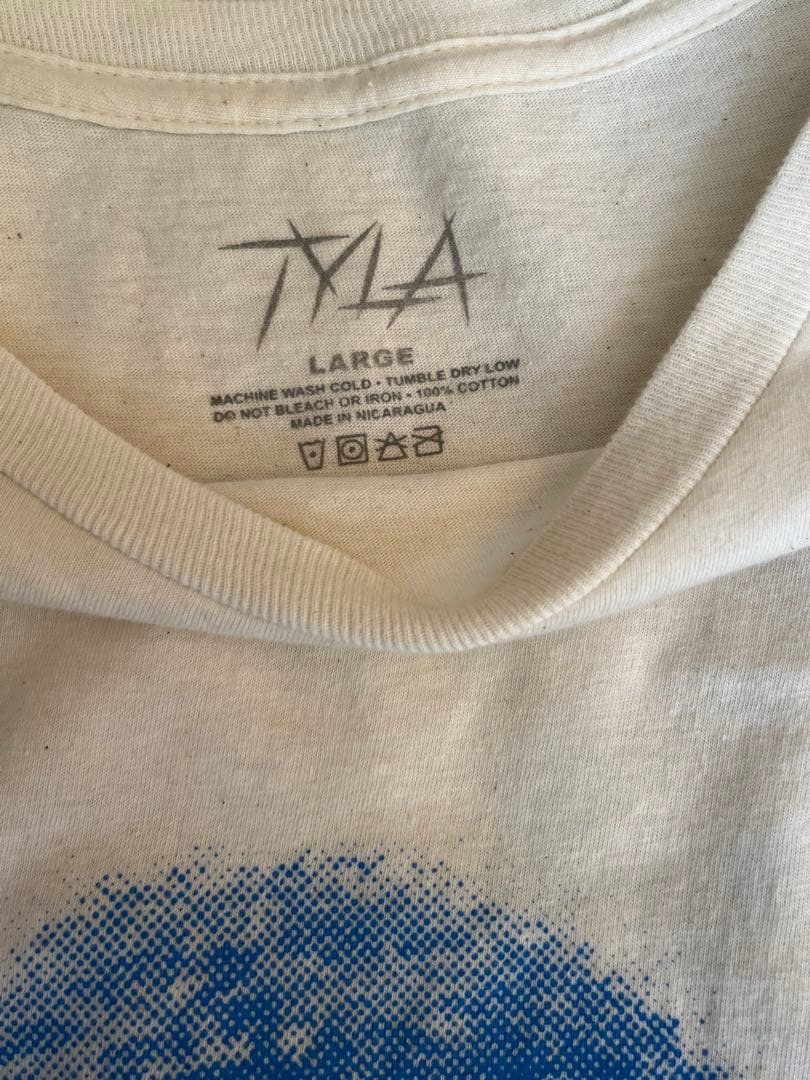 TYLA
LARGE
MACHINE WASH COLD • TUMBLE DRY LOW
DO NOT BLEACH OR IRON • 100% COTTON
MADE IN NICARAGUA